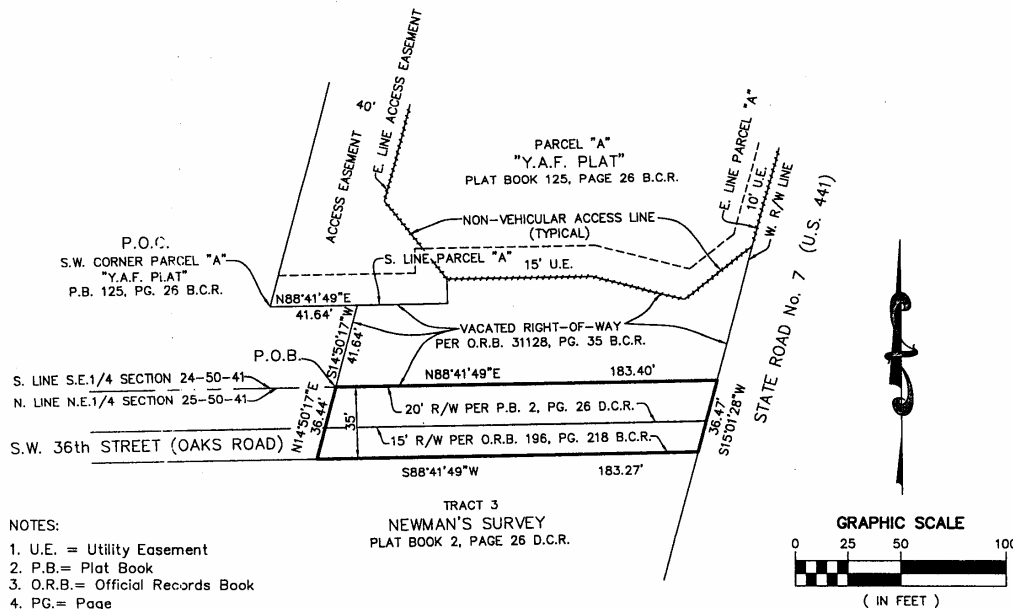 E. LINE ACCESS EASEMENT
40'
ACCESS EASEMENT
PARCEL "A"
"Y.A.F. PLAT"
PLAT BOOK 125, PAGE 26 B.C.R.
E. LINE PARCEL "A"
10' U.E.
W. R/W LINE
NON-VEHICULAR ACCESS LINE
(TYPICAL)
STATE ROAD No. 7 (U.S. 441)
P.O.C.
S.W. CORNER PARCEL "A"
"Y.A.F. PLAT"
P.B. 125, PG. 26 B.C.R.
S. LINE PARCEL "A"
15' U.E.
N88°41'49"E
41.64'
S14°50'17"W
41.64'
VACATED RIGHT-OF-WAY
PER O.R.B. 31128, PG. 35 B.C.R.
P.O.B.
S. LINE S.E.1/4 SECTION 24-50-41
N. LINE N.E.1/4 SECTION 25-50-41
N88°41'49"E 183.40'
N14°50'17"E
36.44'
35'
20' R/W PER P.B. 2, PG. 26 D.C.R.
15' R/W PER O.R.B. 196, PG. 218 B.C.R.
36.47'
S15°01'28"W
S.W. 36th STREET (OAKS ROAD)
S88°41'49"W 183.27'
TRACT 3
NEWMAN'S SURVEY
PLAT BOOK 2, PAGE 26 D.C.R.
NOTES:
1. U.E. = Utility Easement
2. P.B.= Plat Book
3. O.R.B.= Official Records Book
4. PG.= Page
GRAPHIC SCALE
0 25 50 100
( IN FEET )